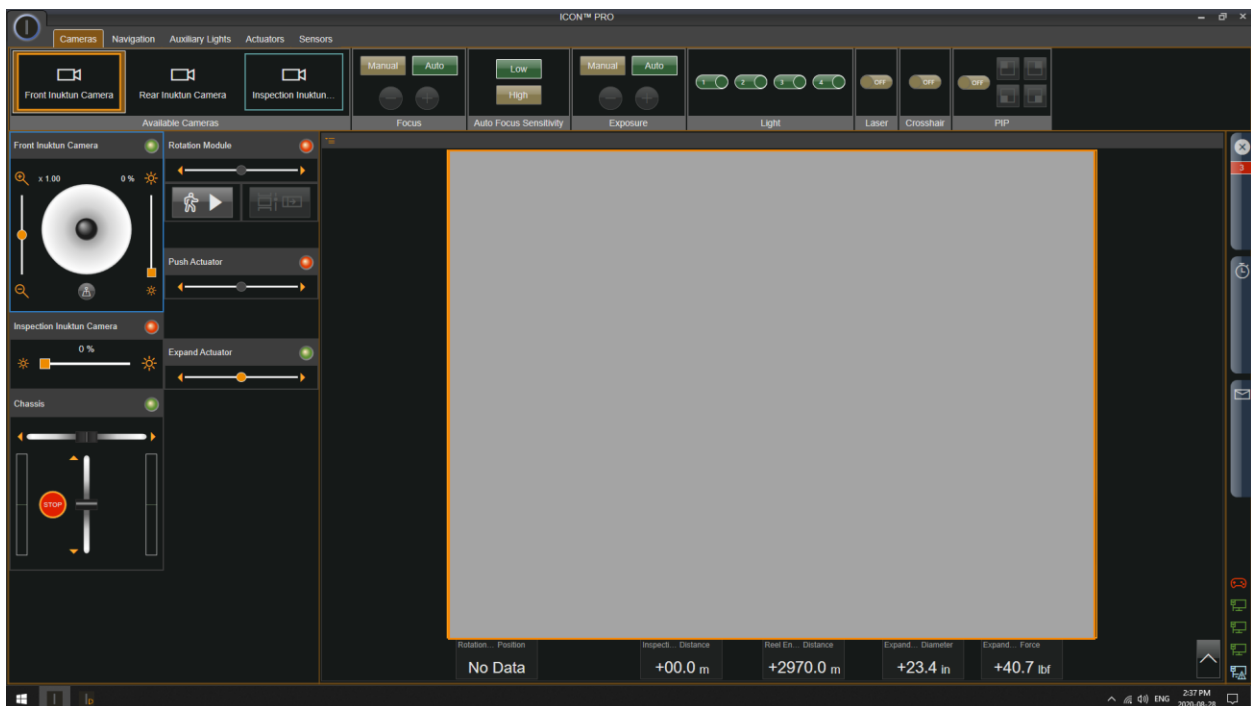 ICON™ PRO
Cameras Navigation Auxiliary Lights Actuators Sensors
Front Inuktun Camera
Rear Inuktun Camera
Inspection Inuktun...
Available Cameras
Manual Auto
Focus
Low
High
Auto Focus Sensitivity
Manual Auto
Exposure
1 2 3 4
Light
OFF
Laser
OFF
Crosshair
OFF
PIP
Front Inuktun Camera
x 1.00 0 %
Inspection Inuktun Camera
0 %
Chassis
STOP
Rotation Module
Push Actuator
Expand Actuator
3
Rotation... Position
No Data
Inspecti... Distance
+00.0 m
Reel En... Distance
+2970.0 m
Expand... Diameter
+23.4 in
Expand... Force
+40.7 lbf
ENG
2:37 PM
2020-08-28